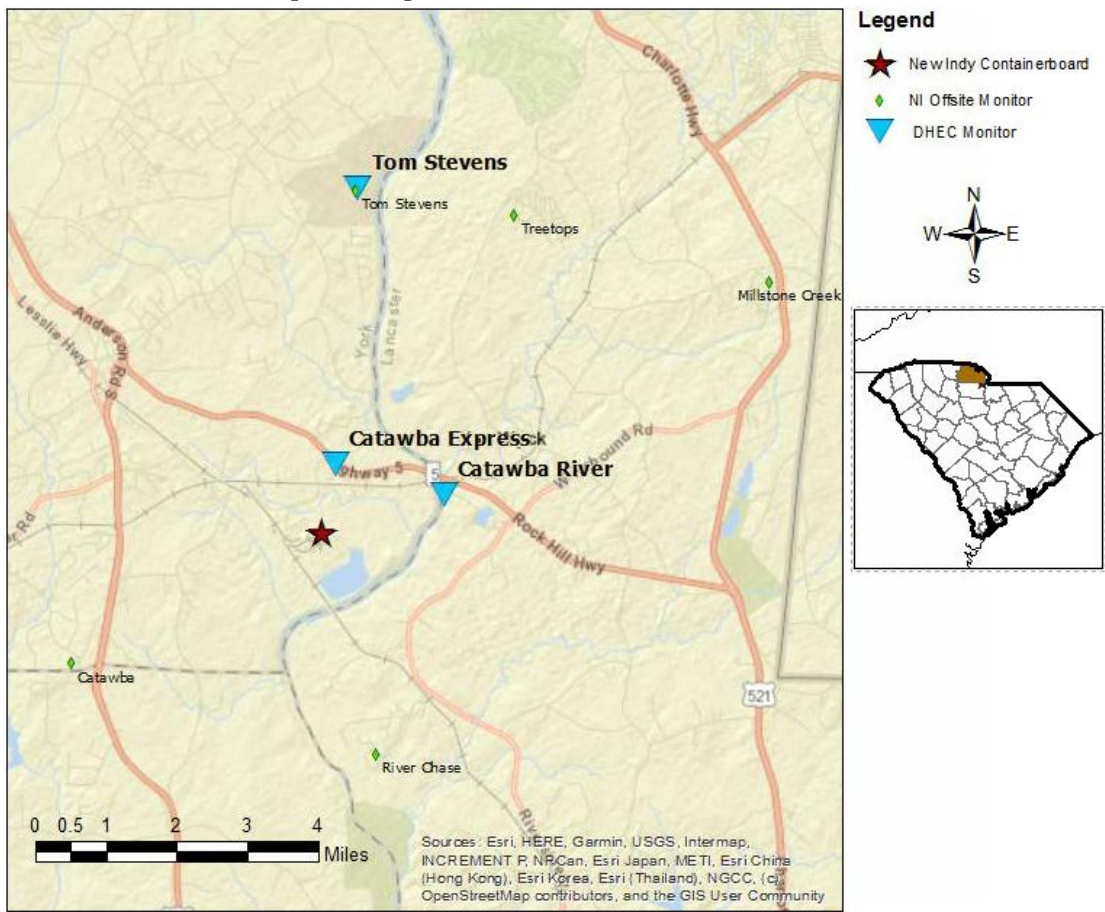 Legend
New Indy Containerboard
NI Offsite Monitor
DHEC Monitor
N
W E
S
Charlotte Hwy
Tom Stevens
Tom Stevens
Treetops
Millstone Creek
Lesslie Hwy
Anderson Rd S
York
Lancaster
Catawba Express
ghway 5
5
Catawba River
Rock Hill Hwy
Catawba
521
River Chase
0 0.5 1 2 3 4
Miles
Sources: Esri, HERE, Garmin, USGS, Intermap,
INCREMENT P, NRCan, Esri Japan, METI, Esri China
(Hong Kong), Esri Korea, Esri (Thailand), NGCC, (c)
OpenStreetMap contributors, and the GIS User Community